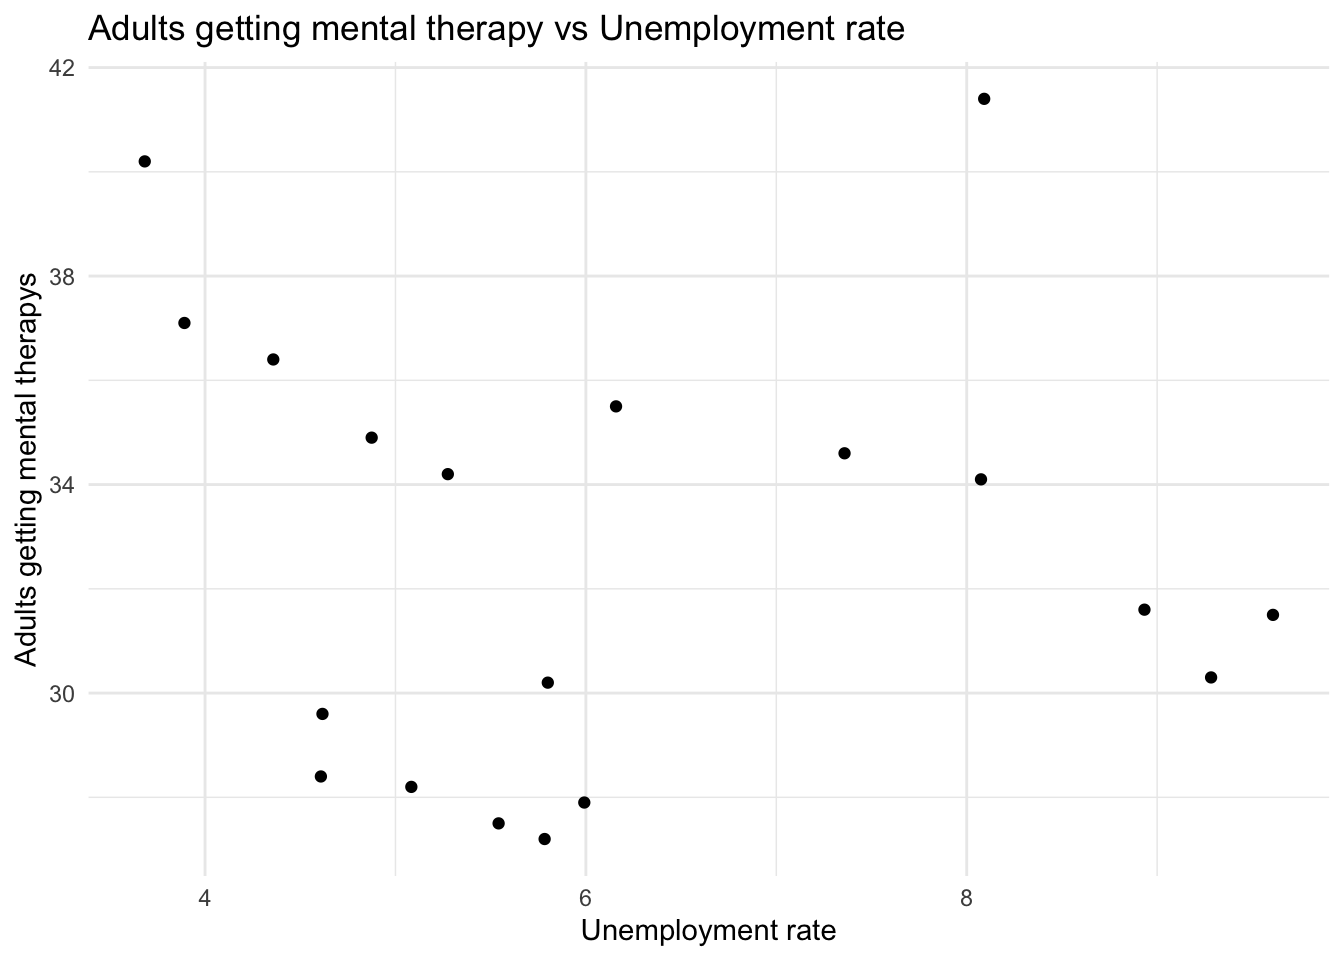 Adults getting mental therapy vs Unemployment rate
42
38
34
30
Adults getting mental therapys
4 6 8
Unemployment rate